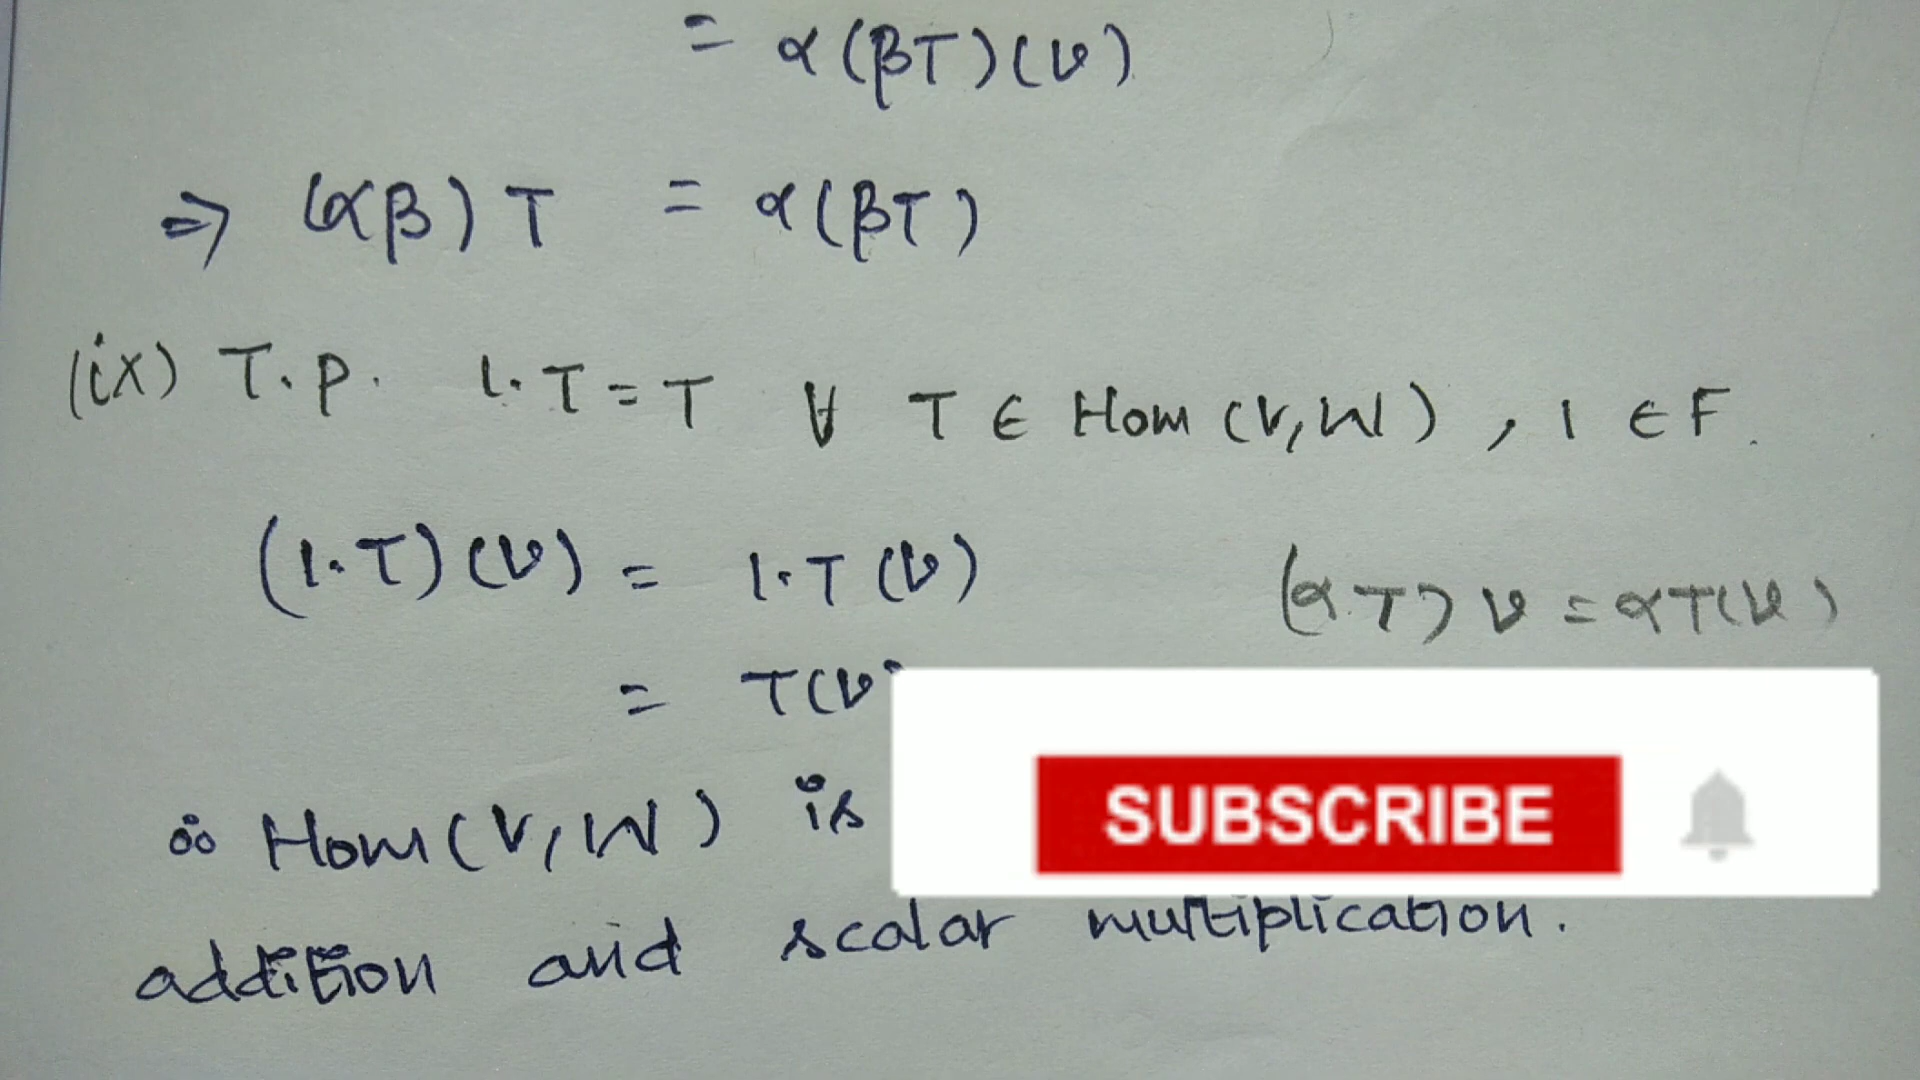 = α(βT)(v)
⇒ (αβ)T = α(βT)
(ix) T.p. 1.T = T ∀ T ∈ Hom (V, W), 1 ∈ F.
(1.T)(v) = 1.T(v) (α.T)v = αT(v)
= T(v
∴ Hom(V, W) is
SUBSCRIBE
addition and scalar multiplication.